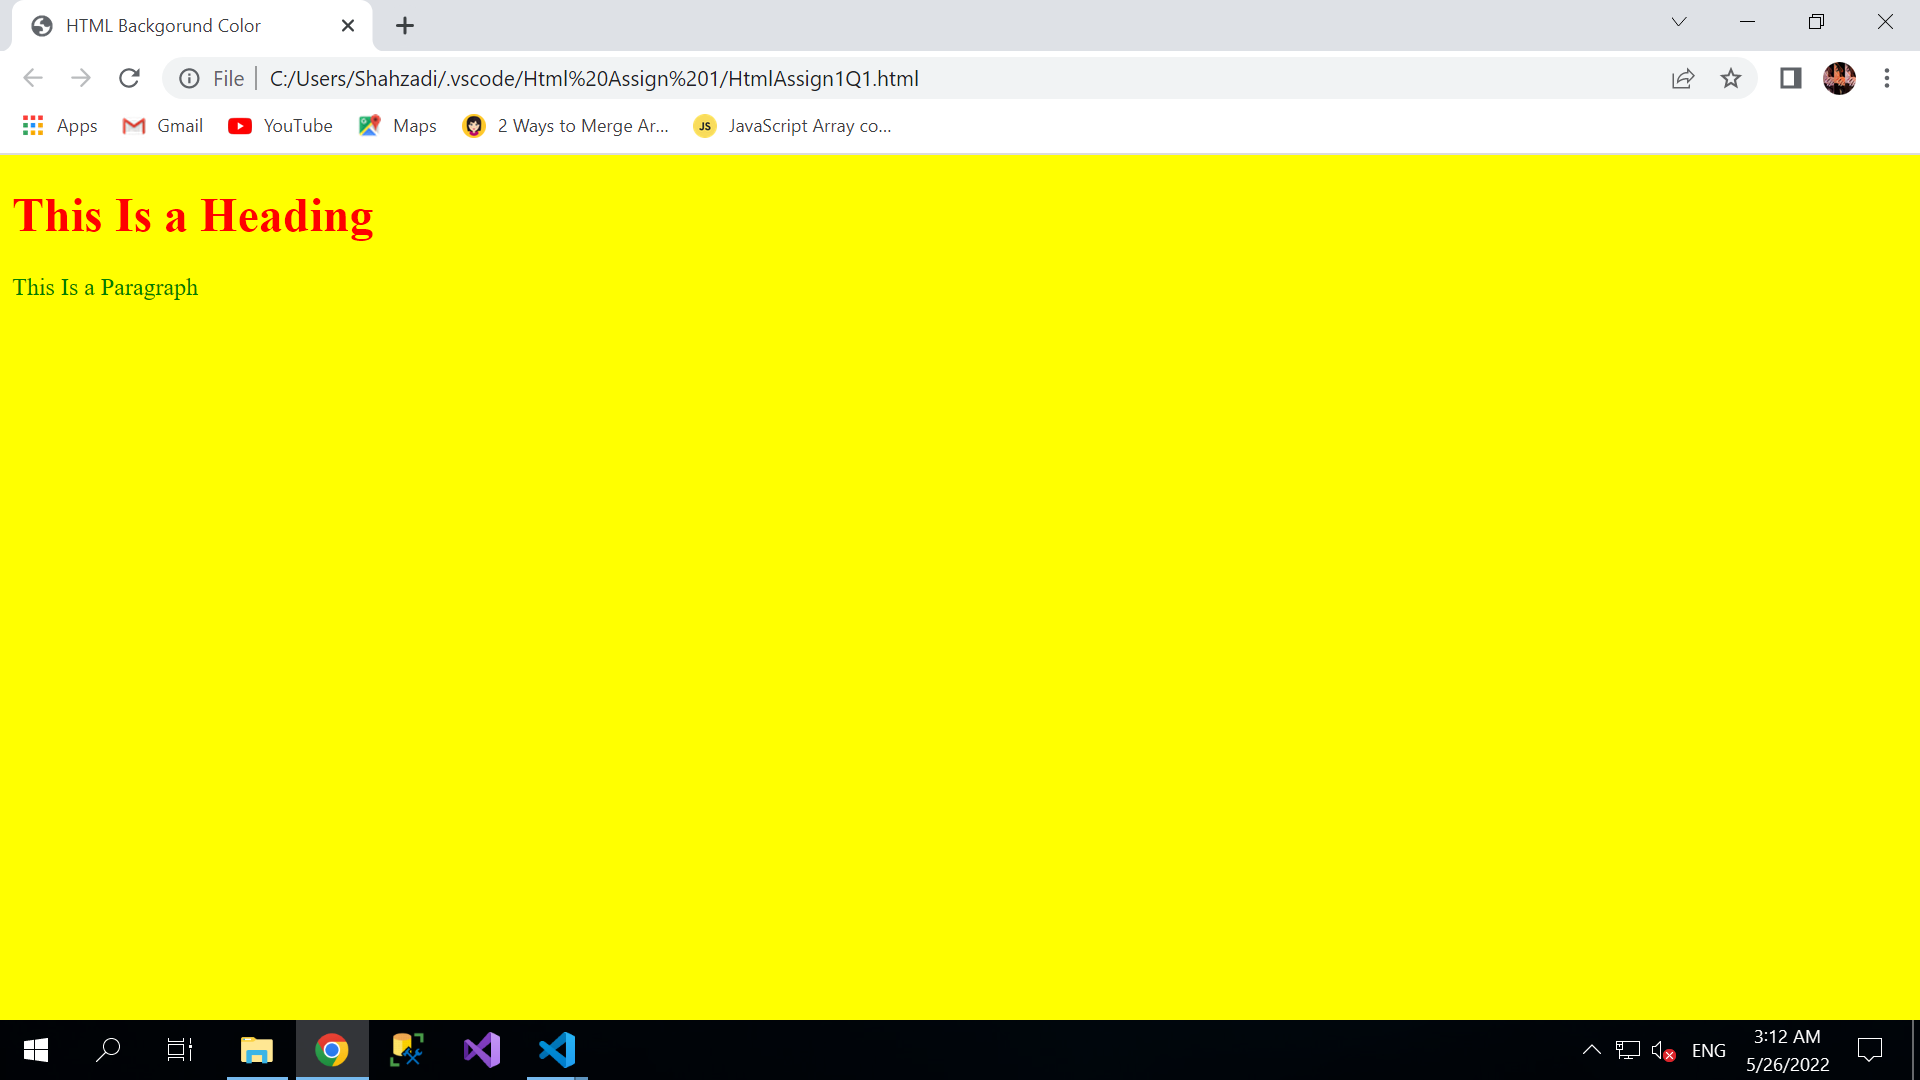 HTML Backgorund Color
File
C:/Users/Shahzadi/.vscode/Html%20Assign%201/HtmlAssign1Q1.html
Apps
Gmail
YouTube
Maps
2 Ways to Merge Ar...
JS
JavaScript Array co...
This Is a Heading
This Is a Paragraph
ENG
3:12 AM
5/26/2022